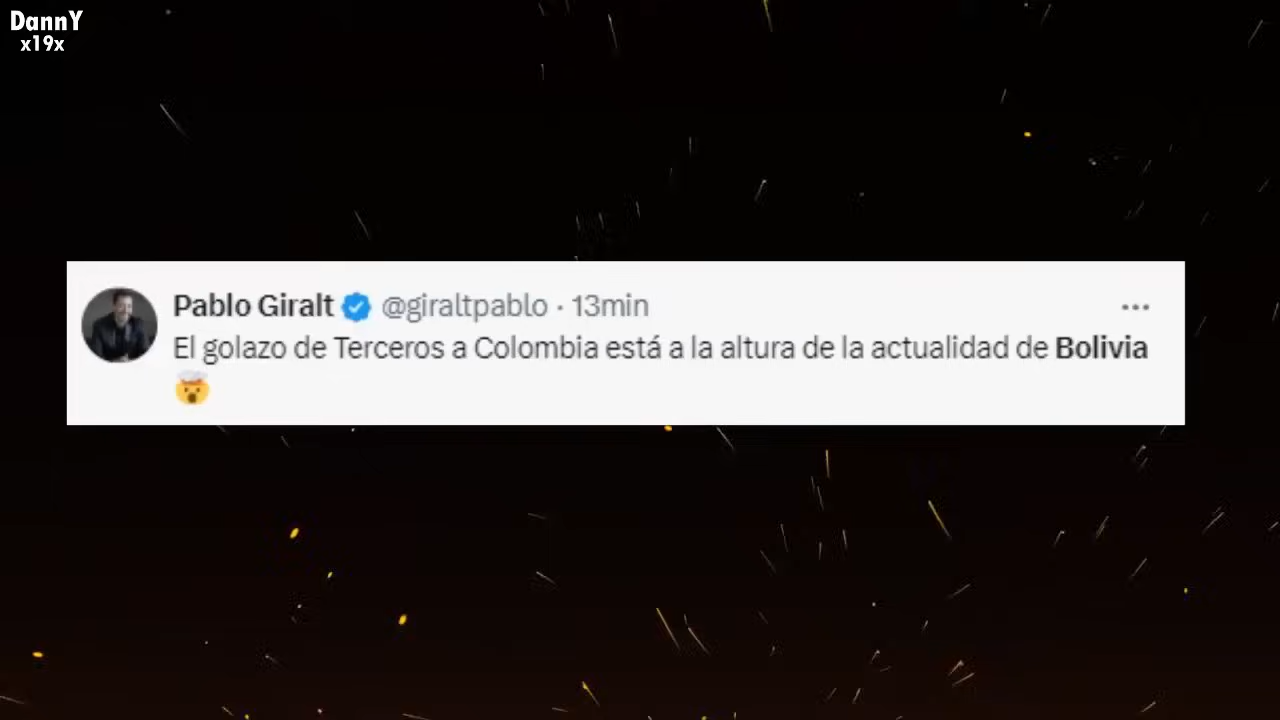 DannY
x19x
Pablo Giralt @giraltpablo · 13min
El golazo de Terceros a Colombia está a la altura de la actualidad de Bolivia
🤯